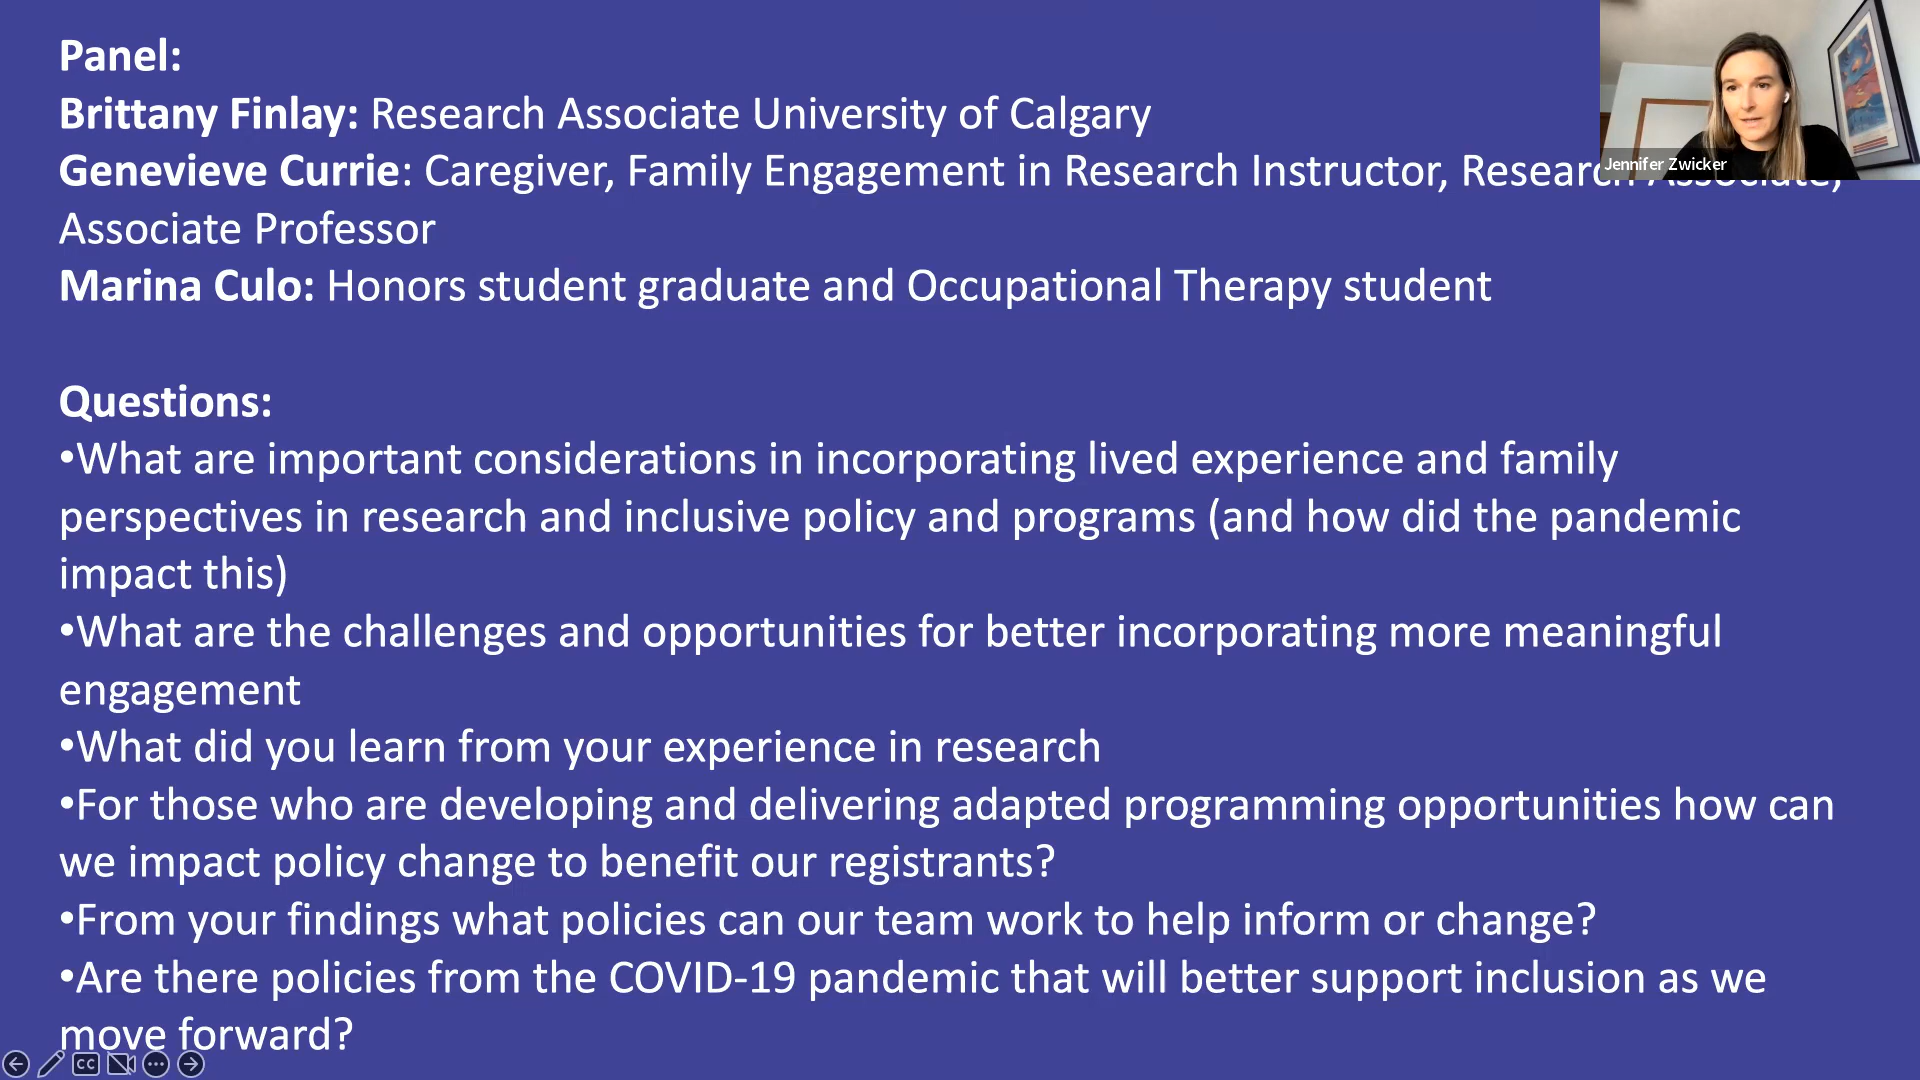 Panel:
Brittany Finlay: Research Associate University of Calgary
Genevieve Currie: Caregiver, Family Engagement in Research Instructor, Research Associate,
Associate Professor
Marina Culo: Honors student graduate and Occupational Therapy student
Questions:
•What are important considerations in incorporating lived experience and family
perspectives in research and inclusive policy and programs (and how did the pandemic
impact this)
•What are the challenges and opportunities for better incorporating more meaningful
engagement
•What did you learn from your experience in research
•For those who are developing and delivering adapted programming opportunities how can
we impact policy change to benefit our registrants?
•From your findings what policies can our team work to help inform or change?
•Are there policies from the COVID-19 pandemic that will better support inclusion as we
move forward?
Jennifer Zwicker
CC